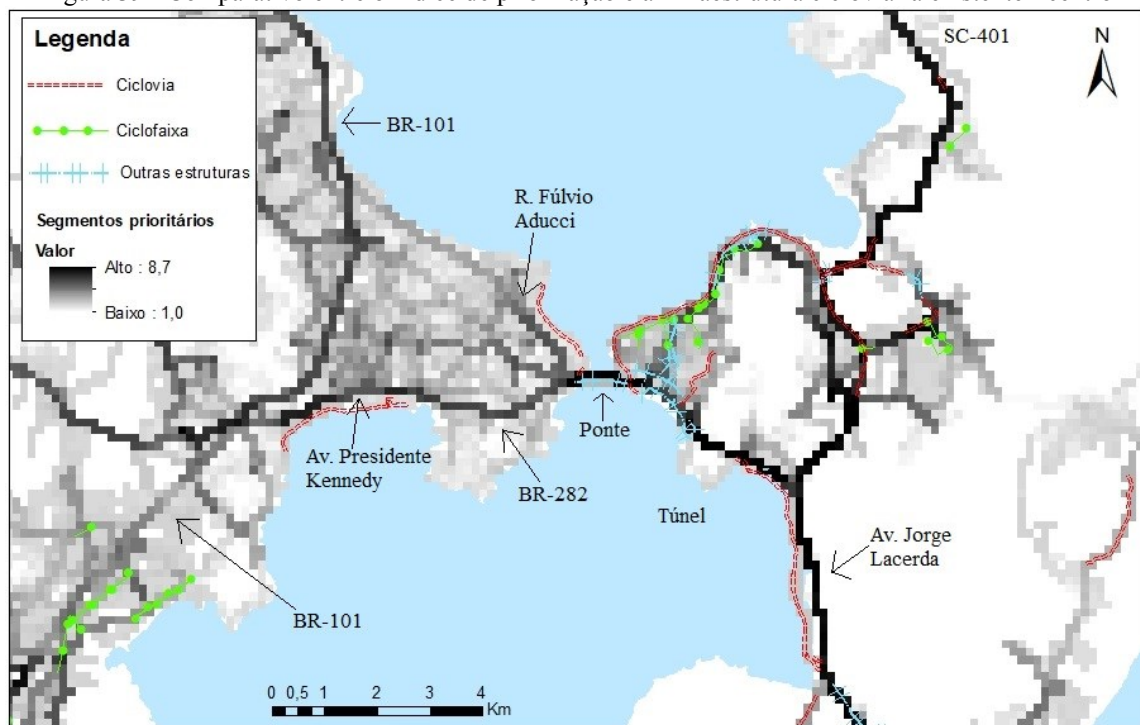 Legenda
Ciclovia
Ciclofaixa
Outras estruturas
Segmentos prioritários
Valor
Alto : 8,7
Baixo : 1,0
SC-401
N
BR-101
R. Fúlvio
Aducci
Ponte
Av. Presidente
Kennedy
BR-282
Túnel
Av. Jorge
Lacerda
BR-101
0 0,5 1 2 3 4
Km